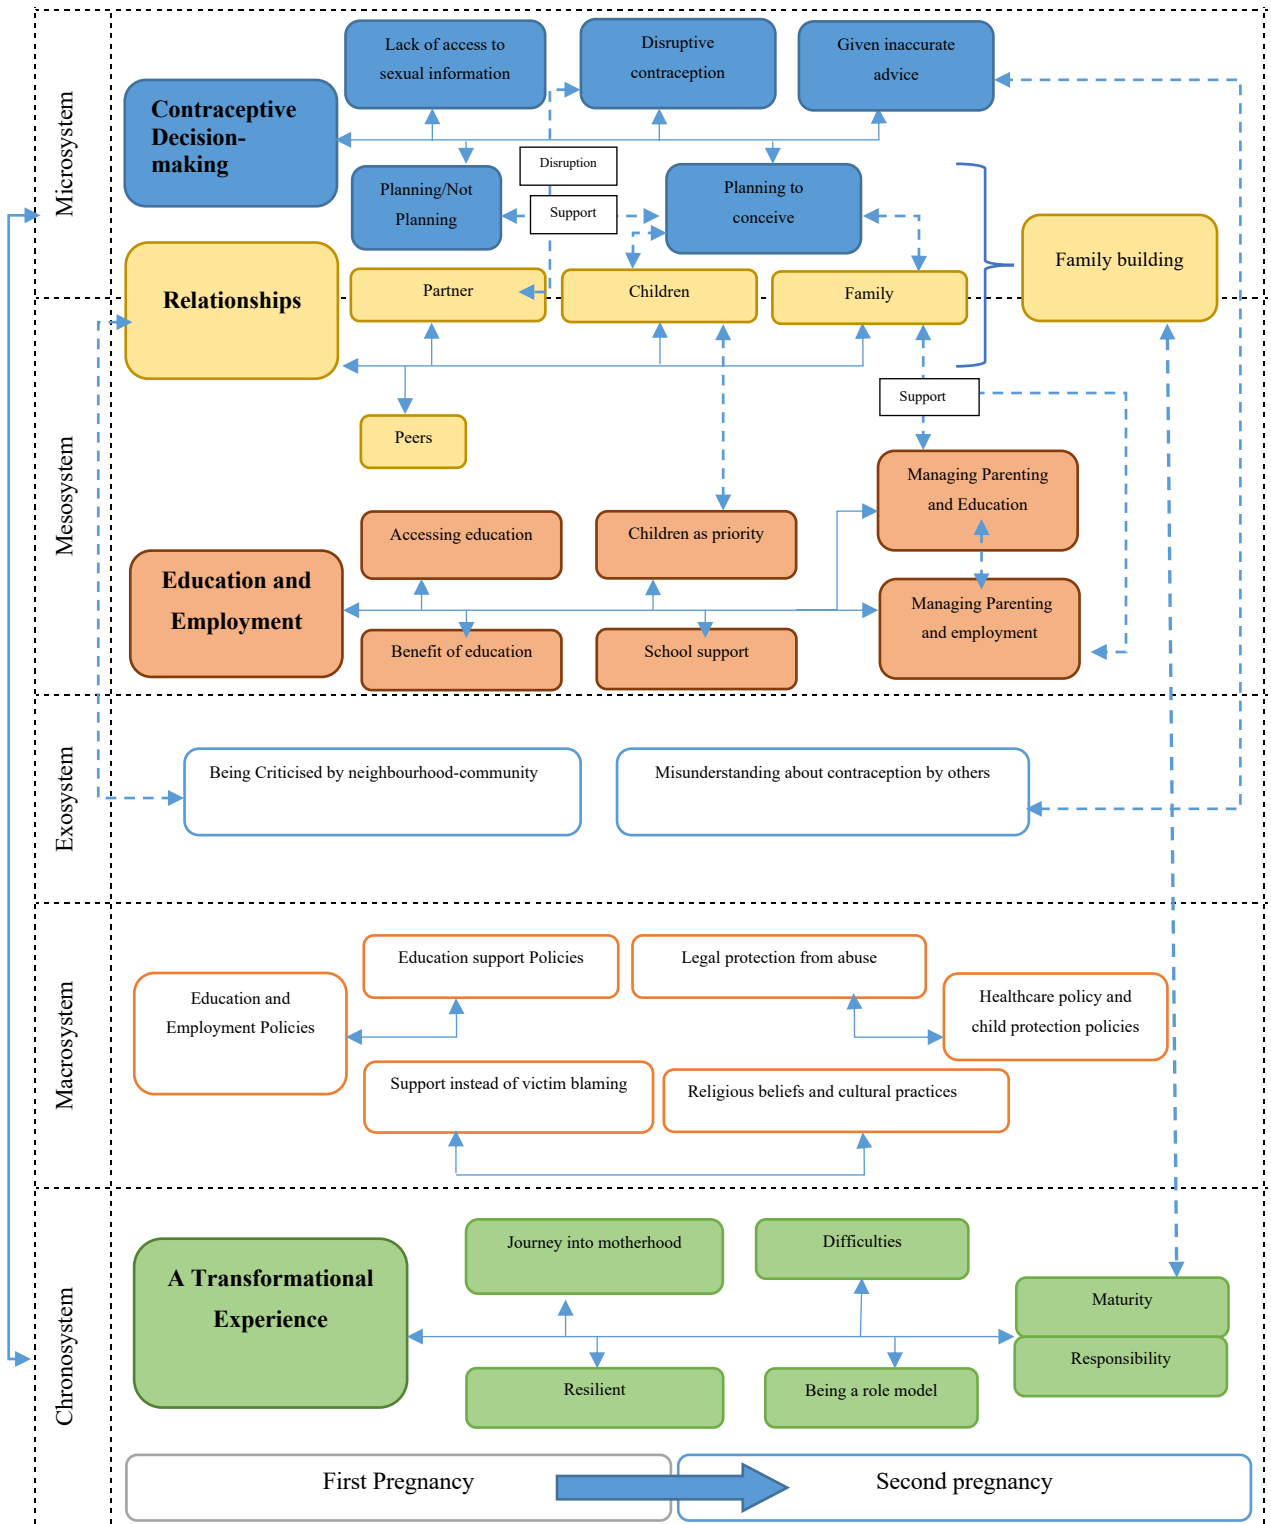 Microsystem
Lack of access to
sexual information
Disruptive
contraception
Given inaccurate
advice
Contraceptive
Decision-
making
Disruption
Planning/Not
Planning
Support
Planning to
conceive
Family building
Relationships
Partner
Children
Family
Mesosystem
Support
Peers
Managing Parenting
and Education
Accessing education
Children as priority
Education and
Employment
Managing Parenting
and employment
Benefit of education
School support
Exosystem
Being Criticised by neighbourhood-community
Misunderstanding about contraception by others
Macrosystem
Education support Policies
Legal protection from abuse
Education and
Employment Policies
Healthcare policy and
child protection policies
Support instead of victim blaming
Religious beliefs and cultural practices
Chronosystem
Journey into motherhood
Difficulties
A Transformational
Experience
Maturity
Responsibility
Resilient
Being a role model
First Pregnancy
Second pregnancy